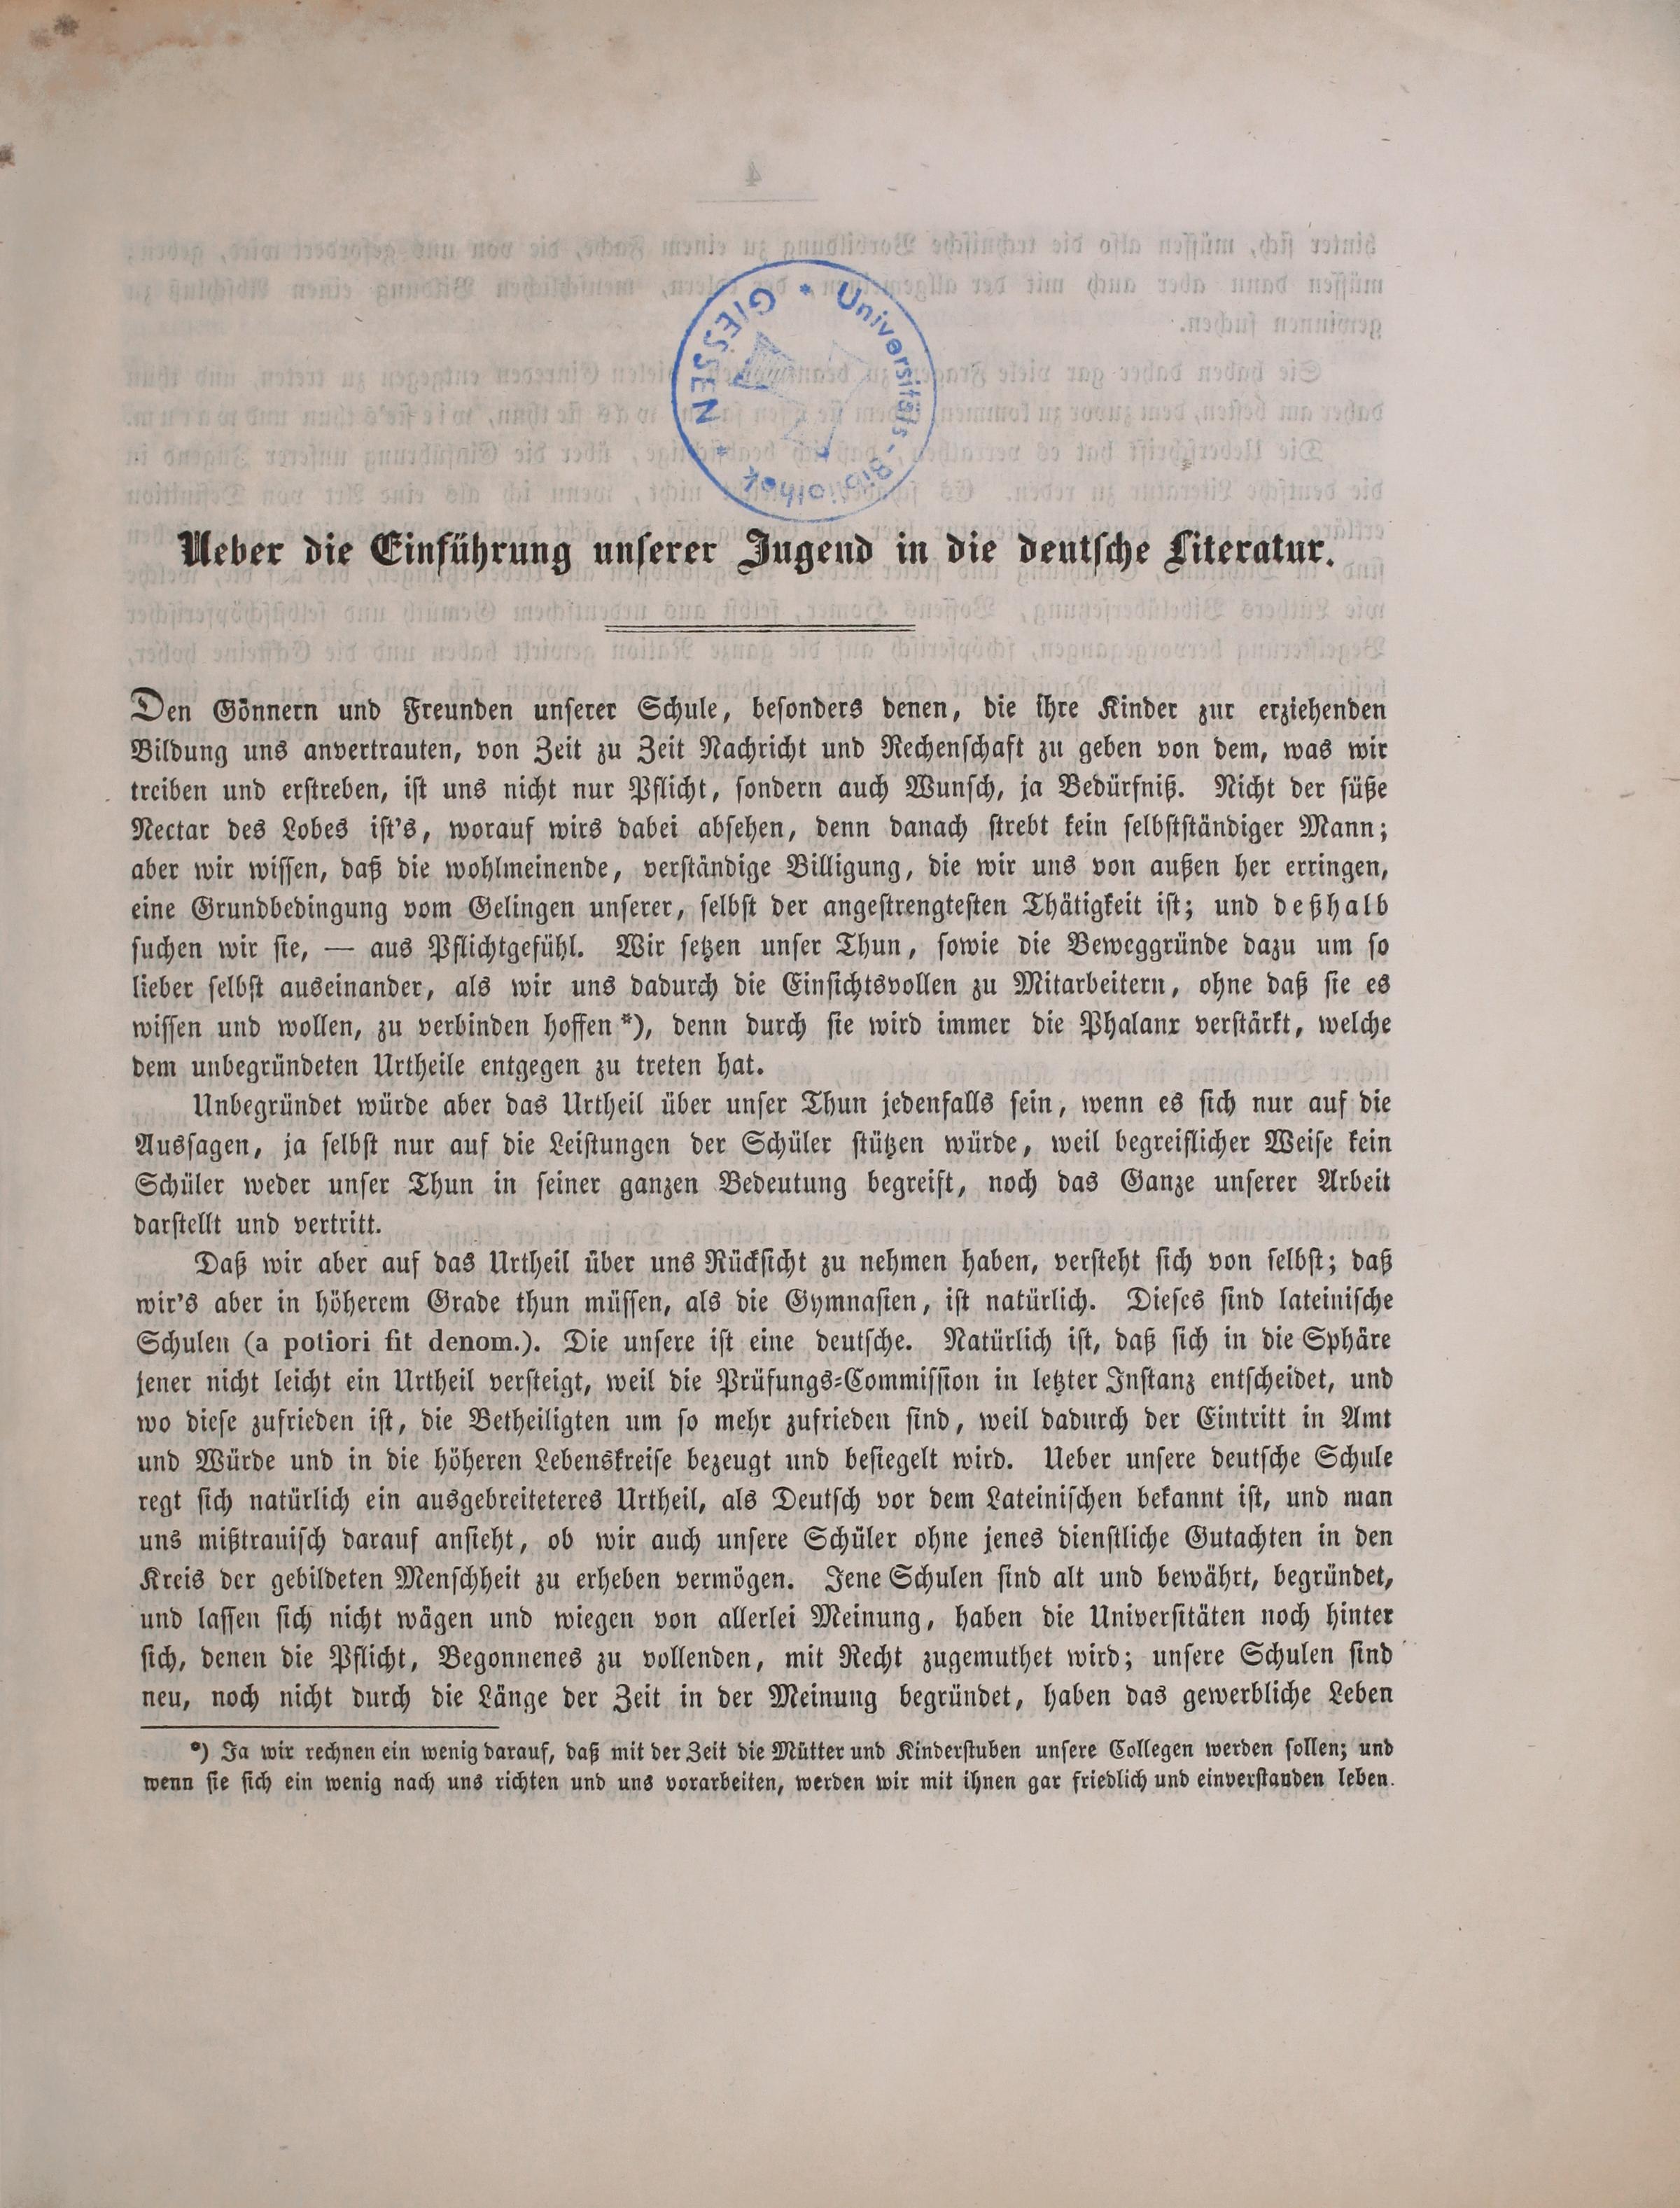 Universitäts-Bibliothek * GIESSEN *
Ueber die Einführung unserer Jugend in die deutsche Literatur.
Den Gönnern und Freunden unserer Schule, besonders denen, die ihre Kinder zur erziehenden
Bildung uns anvertrauten, von Zeit zu Zeit Nachricht und Rechenschaft zu geben von dem, was wir
treiben und erstreben, ist uns nicht nur Pflicht, sondern auch Wunsch, ja Bedürfniß. Nicht der süße
Nectar des Lobes ist's, worauf wirs dabei absehen, denn danach strebt kein selbstständiger Mann;
aber wir wissen, daß die wohlmeinende, verständige Billigung, die wir uns von außen her erringen,
eine Grundbedingung vom Gelingen unserer, selbst der angestrengtesten Thätigkeit ist; und deßhalb
suchen wir sie, — aus Pflichtgefühl. Wir setzen unser Thun, sowie die Beweggründe dazu um so
lieber selbst auseinander, als wir uns dadurch die Einsichtsvollen zu Mitarbeitern, ohne daß sie es
wissen und wollen, zu verbinden hoffen*), denn durch sie wird immer die Phalanx verstärkt, welche
dem unbegründeten Urtheile entgegen zu treten hat.
Unbegründet würde aber das Urtheil über unser Thun jedenfalls sein, wenn es sich nur auf die
Aussagen, ja selbst nur auf die Leistungen der Schüler stützen würde, weil begreiflicher Weise kein
Schüler weder unser Thun in seiner ganzen Bedeutung begreift, noch das Ganze unserer Arbeit
darstellt und vertritt.
Daß wir aber auf das Urtheil über uns Rücksicht zu nehmen haben, versteht sich von selbst; daß
wir's aber in höherem Grade thun müssen, als die Gymnasien, ist natürlich. Dieses sind lateinische
Schulen (a potiori fit denom.). Die unsere ist eine deutsche. Natürlich ist, daß sich in die Sphäre
jener nicht leicht ein Urtheil versteigt, weil die Prüfungs-Commission in letzter Instanz entscheidet, und
wo diese zufrieden ist, die Betheiligten um so mehr zufrieden sind, weil dadurch der Eintritt in Amt
und Würde und in die höheren Lebenskreise bezeugt und besiegelt wird. Ueber unsere deutsche Schule
regt sich natürlich ein ausgebreiteteres Urtheil, als Deutsch vor dem Lateinischen bekannt ist, und man
uns mißtrauisch darauf ansieht, ob wir auch unsere Schüler ohne jenes dienstliche Gutachten in den
Kreis der gebildeten Menschheit zu erheben vermögen. Jene Schulen sind alt und bewährt, begründet,
und lassen sich nicht wägen und wiegen von allerlei Meinung, haben die Universitäten noch hinter
sich, denen die Pflicht, Begonnenes zu vollenden, mit Recht zugemuthet wird; unsere Schulen sind
neu, noch nicht durch die Länge der Zeit in der Meinung begründet, haben das gewerbliche Leben
*) Ja wir rechnen ein wenig darauf, daß mit der Zeit die Mütter und Kinderstuben unsere Collegen werden sollen; und
wenn sie sich ein wenig nach uns richten und uns vorarbeiten, werden wir mit ihnen gar friedlich und einverstanden leben.